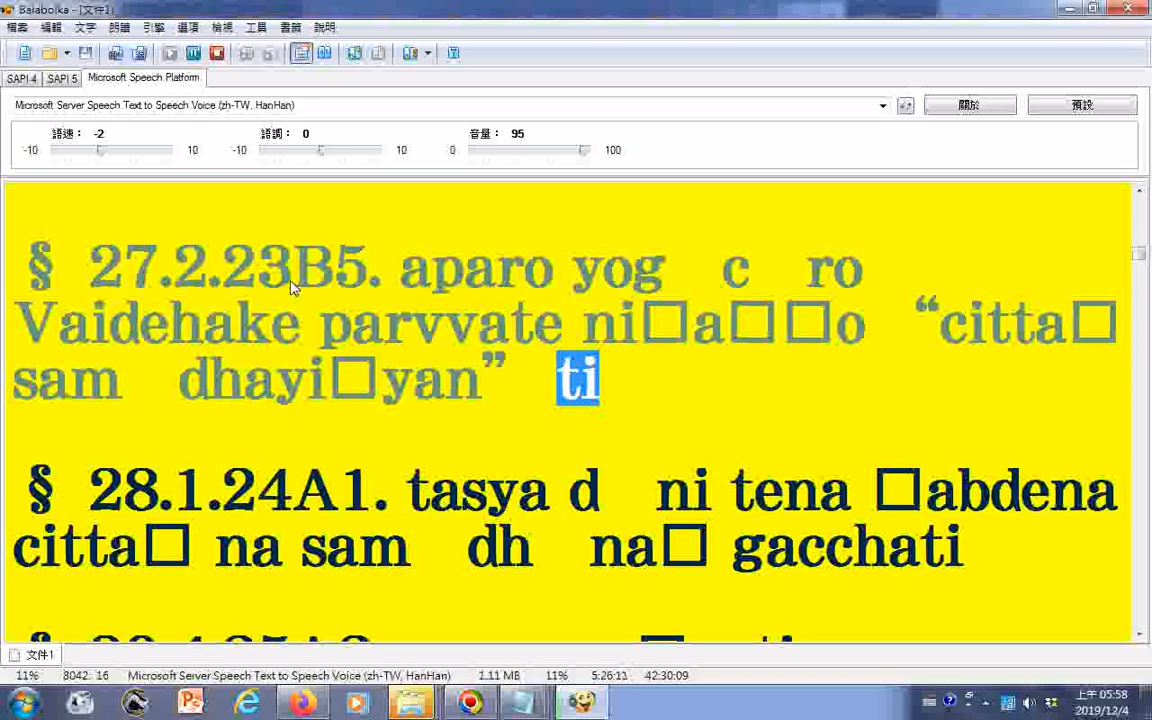 Balabolka - [文件1]
檔案 編輯 文字 朗讀 引擎 選項 檢視 工具 書籤 說明
SAPI 4 SAPI 5 Microsoft Speech Platform
Microsoft Server Speech Text to Speech Voice (zh-TW, HanHan) 關於 預設
語速： -2 語調： 0 音量： 95
-10 10 -10 10 0 100
§ 27.2.23B5. aparo yog c ro
Vaidehake parvvate ni□a□□o “citta□
sam dhayi□yan” ti
§ 28.1.24A1. tasya d ni tena □abdena
citta□ na sam dh na□ gacchati
文件1
11% 8042: 16 Microsoft Server Speech Text to Speech Voice (zh-TW, HanHan) 1.11 MB 11% 5:26:11 42:30:09
上午 05:58
2019/12/4